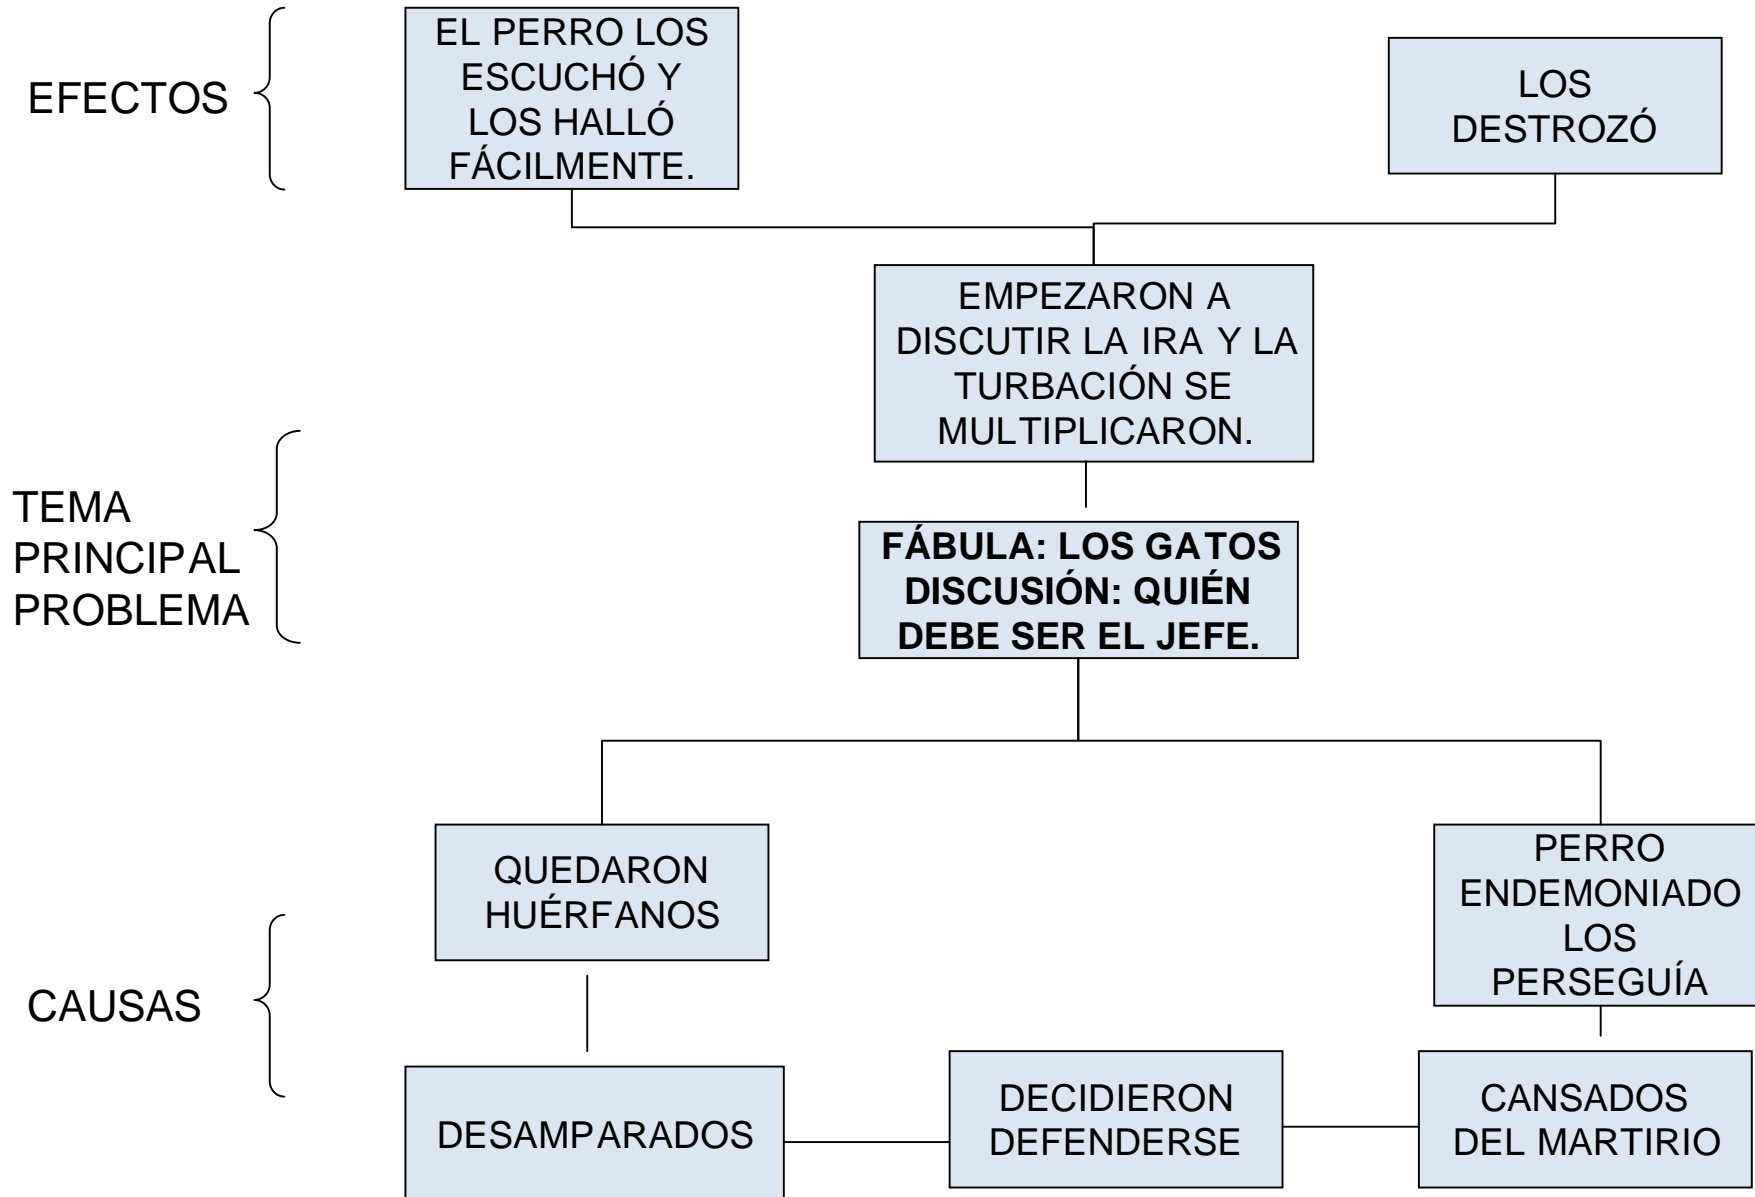 EFECTOS
EL PERRO LOS
ESCUCHÓ Y
LOS HALLÓ
FÁCILMENTE.
LOS
DESTROZÓ
EMPEZARON A
DISCUTIR LA IRA Y LA
TURBACIÓN SE
MULTIPLICARON.
TEMA
PRINCIPAL
PROBLEMA
FÁBULA: LOS GATOS
DISCUSIÓN: QUIÉN
DEBE SER EL JEFE.
CAUSAS
QUEDARON
HUÉRFANOS
PERRO
ENDEMONIADO
LOS
PERSEGUÍA
DESAMPARADOS
DECIDIERON
DEFENDERSE
CANSADOS
DEL MARTIRIO